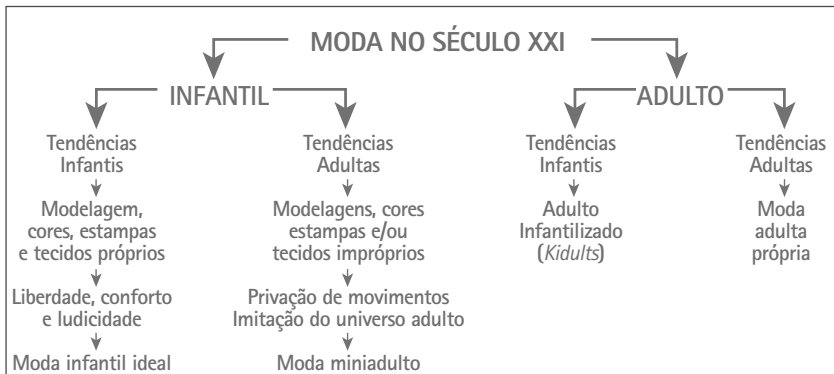 MODA NO SÉCULO XXI
INFANTIL
ADULTO
Tendências
Infantis
Modelagem,
cores, estampas
e tecidos próprios
Liberdade, conforto
e ludicidade
Moda infantil ideal
Tendências
Adultas
Modelagens, cores
estampas e/ou
tecidos impróprios
Privação de movimentos
Imitação do universo adulto
Moda miniadulto
Tendências
Infantis
Adulto
Infantilizado
(Kidults)
Tendências
Adultas
Moda
adulta
própria